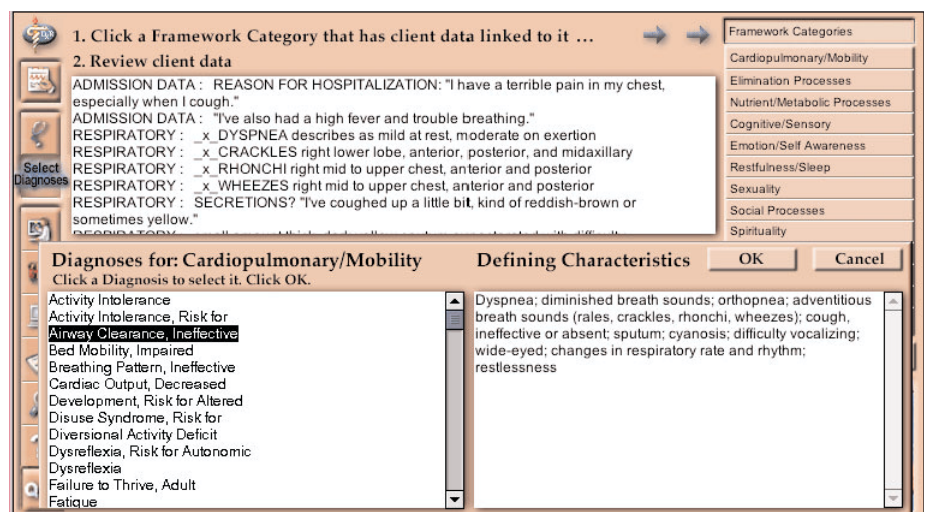 1. Click a Framework Category that has client data linked to it ...
2. Review client data
ADMISSION DATA : REASON FOR HOSPITALIZATION: "I have a terrible pain in my chest,
especially when I cough."
ADMISSION DATA : "I've also had a high fever and trouble breathing."
RESPIRATORY : _x_DYSPNEA describes as mild at rest, moderate on exertion
RESPIRATORY : _x_CRACKLES right lower lobe, anterior, posterior, and midaxillary
RESPIRATORY : _x_RHONCHI right mid to upper chest, anterior and posterior
RESPIRATORY : _x_WHEEZES right mid to upper chest, anterior and posterior
RESPIRATORY : SECRETIONS? "I've coughed up a little bit, kind of reddish-brown or
sometimes yellow."
Framework Categories
Cardiopulmonary/Mobility
Elimination Processes
Nutrient/Metabolic Processes
Cognitive/Sensory
Emotion/Self Awareness
Restfulness/Sleep
Sexuality
Social Processes
Spirituality
Select
Diagnoses
Diagnoses for: Cardiopulmonary/Mobility
Click a Diagnosis to select it. Click OK.
Activity Intolerance
Activity Intolerance, Risk for
Airway Clearance, Ineffective
Bed Mobility, Impaired
Breathing Pattern, Ineffective
Cardiac Output, Decreased
Development, Risk for Altered
Disuse Syndrome, Risk for
Diversional Activity Deficit
Dysreflexia, Risk for Autonomic
Dysreflexia
Failure to Thrive, Adult
Fatigue
Defining Characteristics
OK
Cancel
Dyspnea; diminished breath sounds; orthopnea; adventitious
breath sounds (rales, crackles, rhonchi, wheezes); cough,
ineffective or absent; sputum; cyanosis; difficulty vocalizing;
wide-eyed; changes in respiratory rate and rhythm;
restlessness